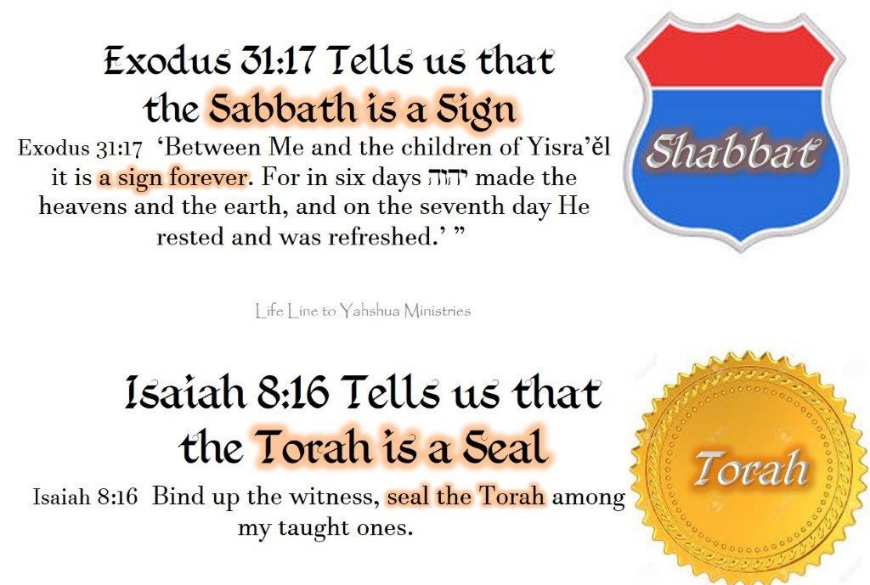 Exodus 31:17 Tells us that
the Sabbath is a Sign
Exodus 31:17 ‘Between Me and the children of Yisra’ěl
it is a sign forever. For in six days יהוה made the
heavens and the earth, and on the seventh day He
rested and was refreshed.’ ”
Shabbat
Life Line to Yahshua Ministries
Isaiah 8:16 Tells us that
the Torah is a Seal
Isaiah 8:16 Bind up the witness, seal the Torah among
my taught ones.
Torah